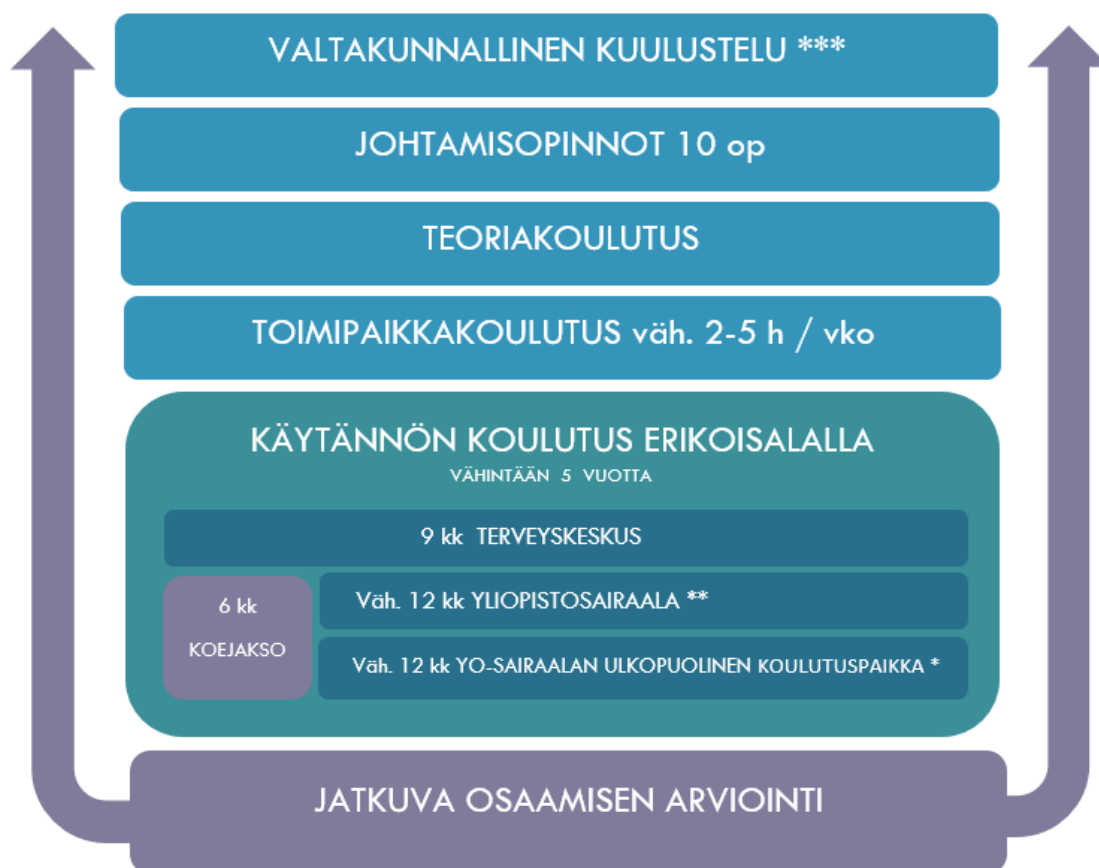 VALTAKUNNALLINEN KUULUSTELU ***
JOHTAMISOPINNOT 10 op
TEORIAKOULUTUS
TOIMIPAIKKAKOULUTUS väh. 2-5 h / vko
KÄYTÄNNÖN KOULUTUS ERIKOISALALLA
VÄHINTÄÄN 5 VUOTTA
9 kk TERVEYSKESKUS
6 kk
KOEJAKSO
Väh. 12 kk YLIOPISTOSAIRAALA **
Väh. 12 kk YO-SAIRAALAN ULKOPUOLINEN KOULUTUSPAIKKA *
JATKUVA OSAAMISEN ARVIOINTI